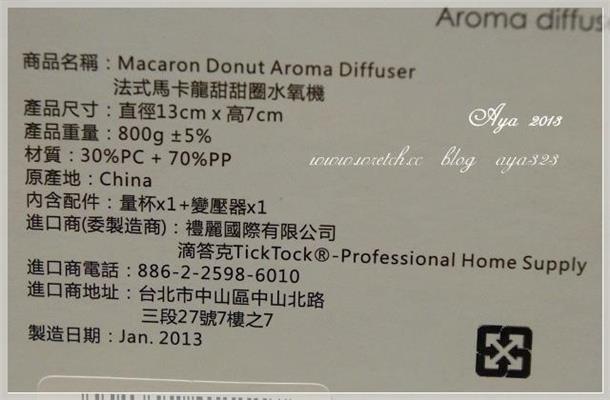 Aroma diffus
商品名稱：Macaron Donut Aroma Diffuser
法式馬卡龍甜甜圈水氧機
產品尺寸：直徑13cm x 高7cm
產品重量：800g ±5%
材質：30%PC + 70%PP
原產地：China
內含配件：量杯x1+變壓器x1
進口商(委製造商)：禮麗國際有限公司
滴答克TickTock®-Professional Home Supply
進口商電話：886-2-2598-6010
進口商地址：台北市中山區中山北路
三段27號7樓之7
製造日期：Jan. 2013
Aya 2013
www.wretch.cc blog aya323